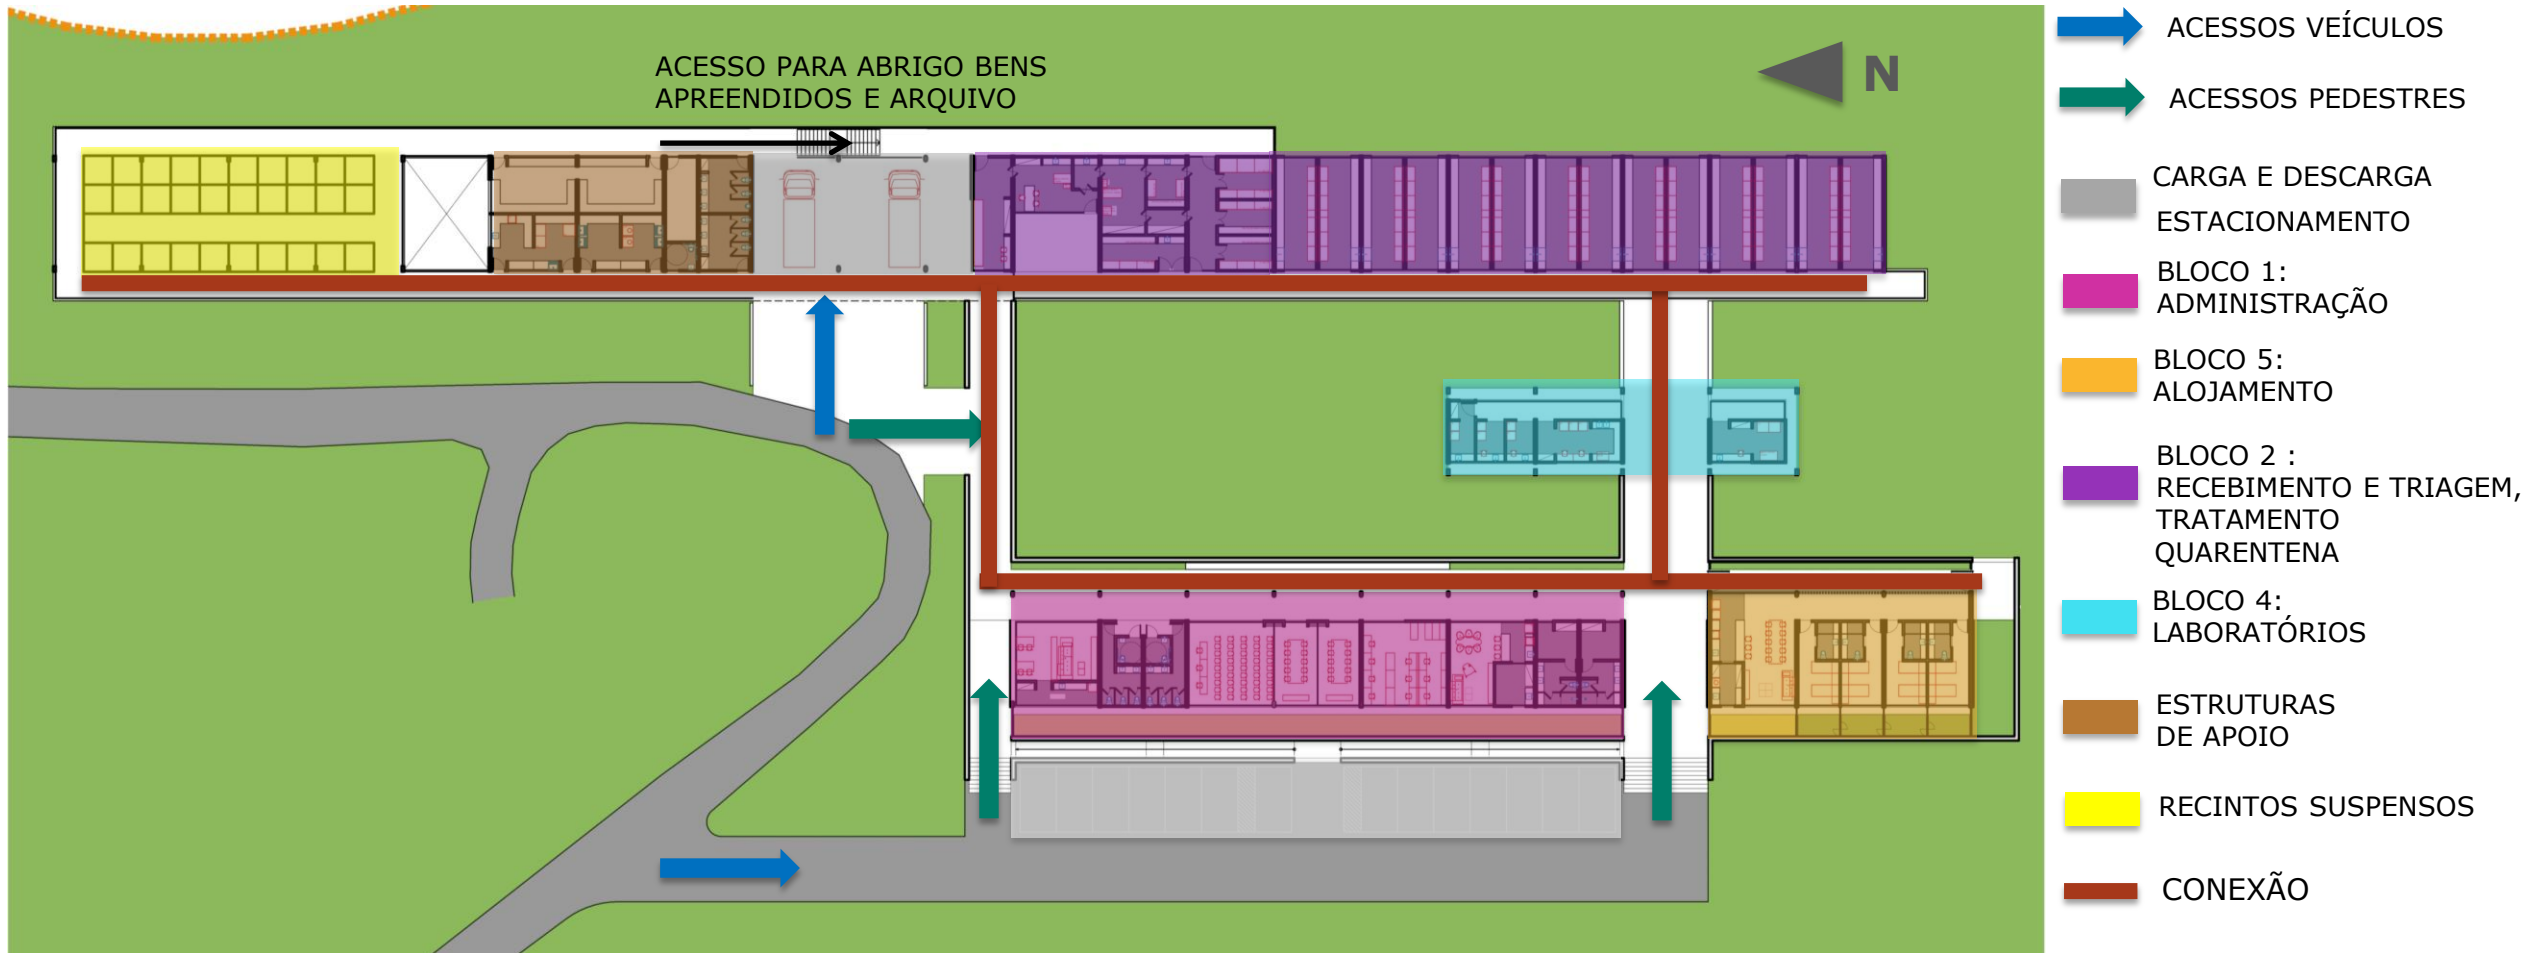 ACESSO PARA ABRIGO BENS
APREENDIDOS E ARQUIVO
N
ACESSOS VEÍCULOS
ACESSOS PEDESTRES
CARGA E DESCARGA
ESTACIONAMENTO
BLOCO 1:
ADMINISTRAÇÃO
BLOCO 5:
ALOJAMENTO
BLOCO 2 :
RECEBIMENTO E TRIAGEM,
TRATAMENTO
QUARENTENA
BLOCO 4:
LABORATÓRIOS
ESTRUTURAS
DE APOIO
RECINTOS SUSPENSOS
CONEXÃO